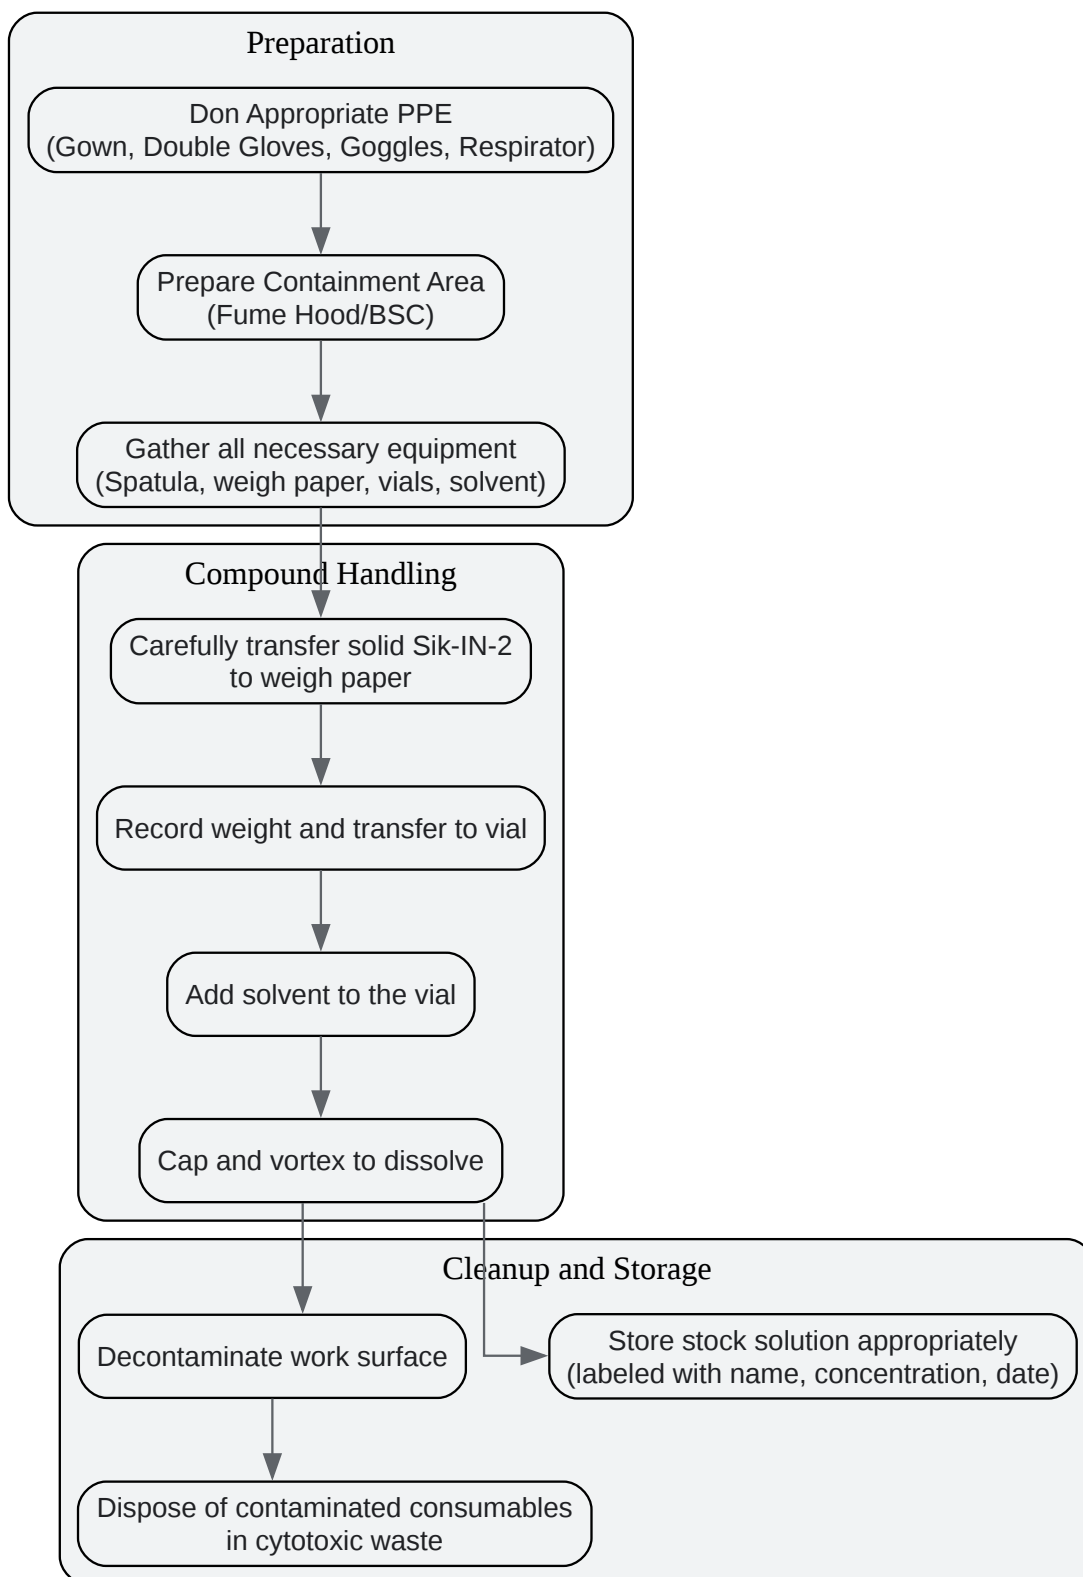 Preparation
Don Appropriate PPE
(Gown, Double Gloves, Goggles, Respirator)
Prepare Containment Area
(Fume Hood/BSC)
Gather all necessary equipment
(Spatula, weigh paper, vials, solvent)
Compound Handling
Carefully transfer solid Sik-IN-2
to weigh paper
Record weight and transfer to vial
Add solvent to the vial
Cap and vortex to dissolve
Cleanup and Storage
Decontaminate work surface
Store stock solution appropriately
(labeled with name, concentration, date)
Dispose of contaminated consumables
in cytotoxic waste